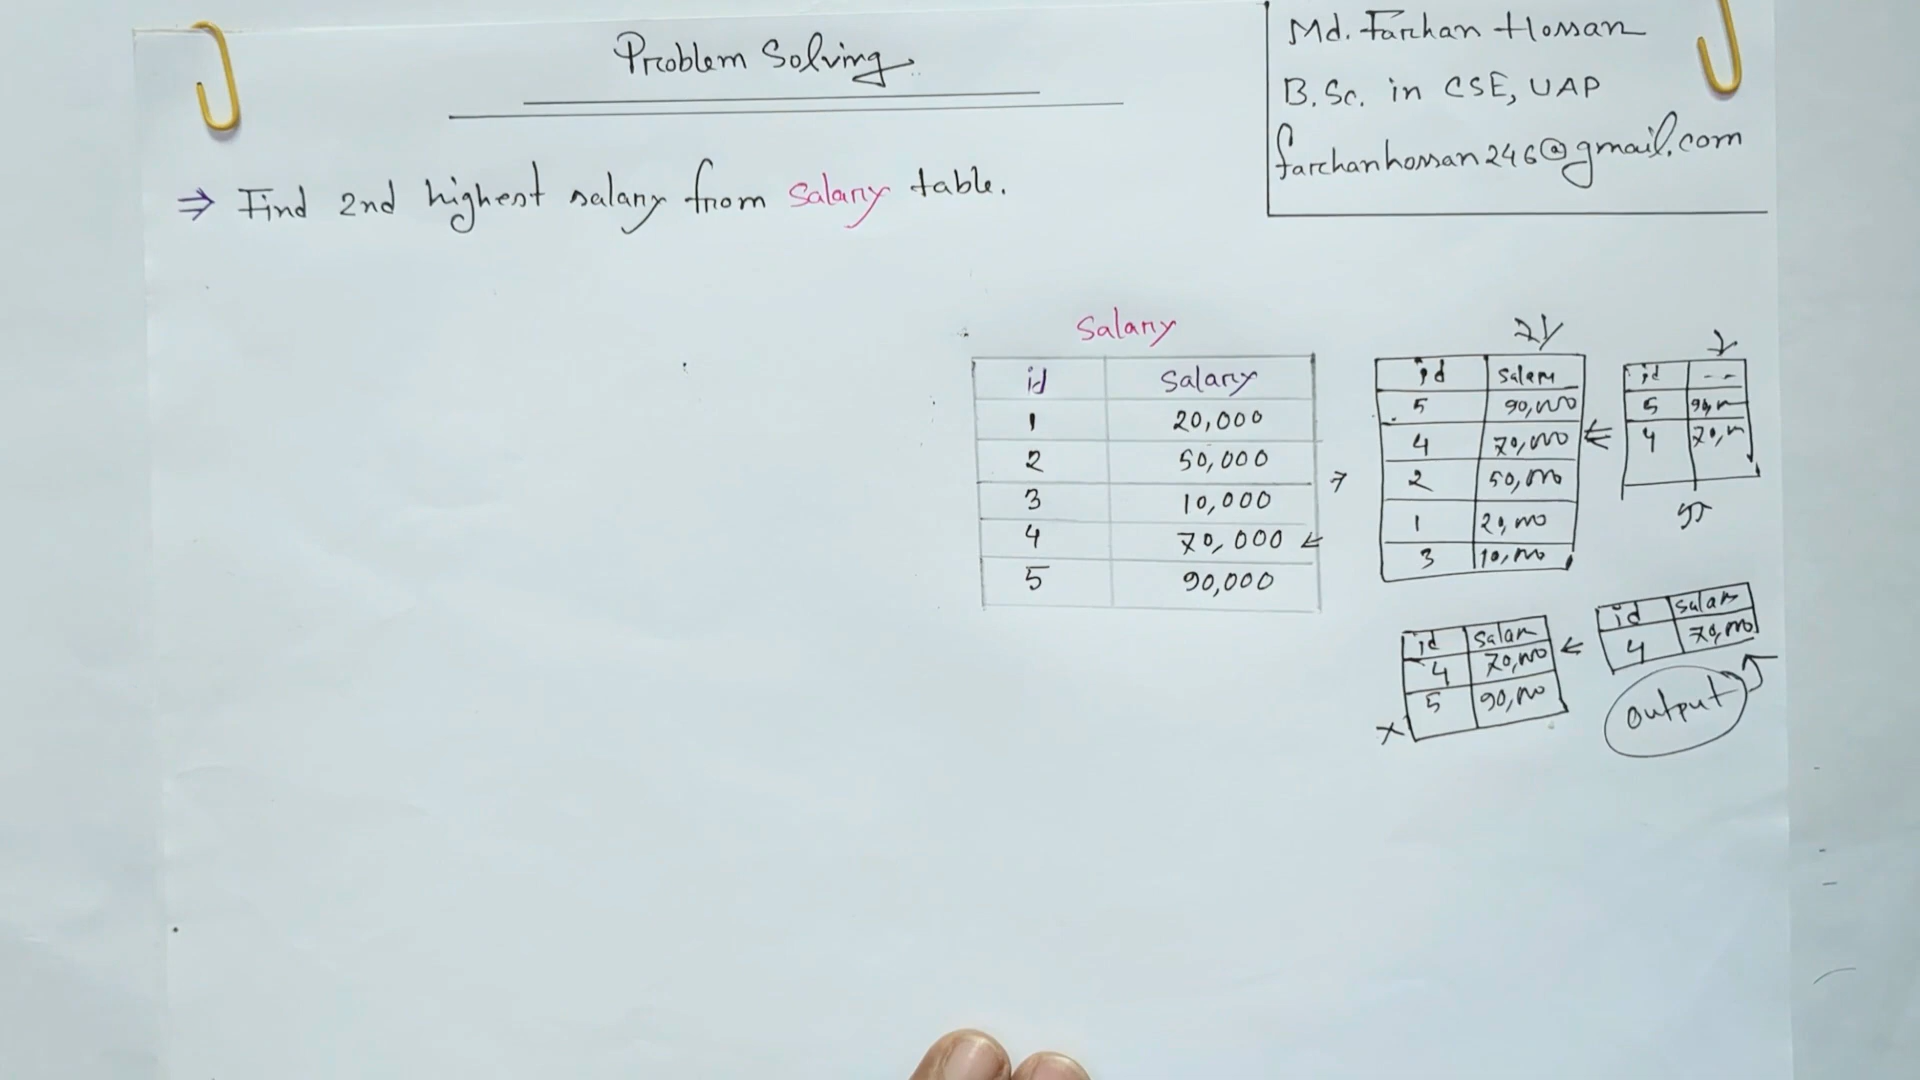 Problem Solving
Md. Farhan Hossan
B.Sc. in CSE, UAP
farhanhossan246@gmail.com
⇒ Find 2nd highest salary from Salary table.
Salary
id Salary
1 20,000
2 50,000
3 10,000
4 70,000
5 90,000
id
5 90,000
4 70,000
2 50,000
1 20,000
3 10,000
id --
5
4
id
4 70,000
5 90,000
id
4 70,000
output